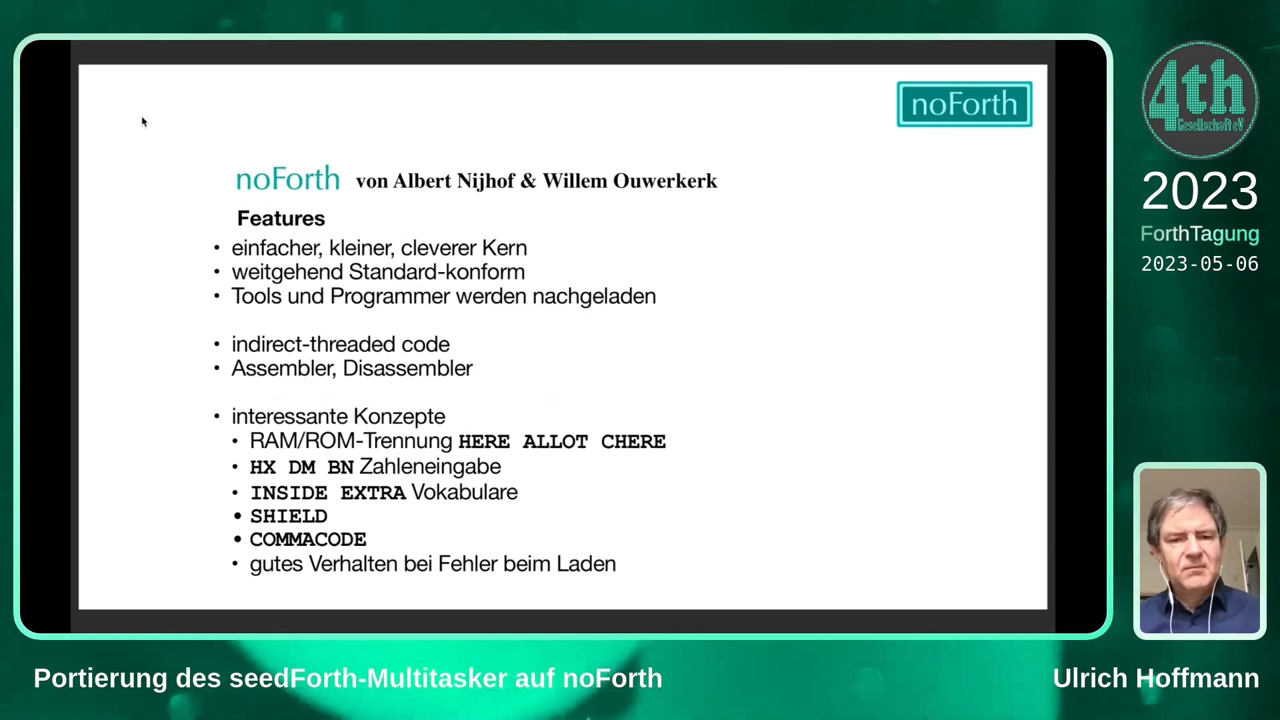 noForth
noForth von Albert Nijhof & Willem Ouwerkerk
Features
• einfacher, kleiner, cleverer Kern
• weitgehend Standard-konform
• Tools und Programmer werden nachgeladen
• indirect-threaded code
• Assembler, Disassembler
• interessante Konzepte
• RAM/ROM-Trennung HERE ALLOT CHERE
• HX DM BN Zahleneingabe
• INSIDE EXTRA Vokabulare
• SHIELD
• COMMACODE
• gutes Verhalten bei Fehler beim Laden
4th
Gesellschaft eV
2023
ForthTagung
2023-05-06
Portierung des seedForth-Multitasker auf noForth
Ulrich Hoffmann